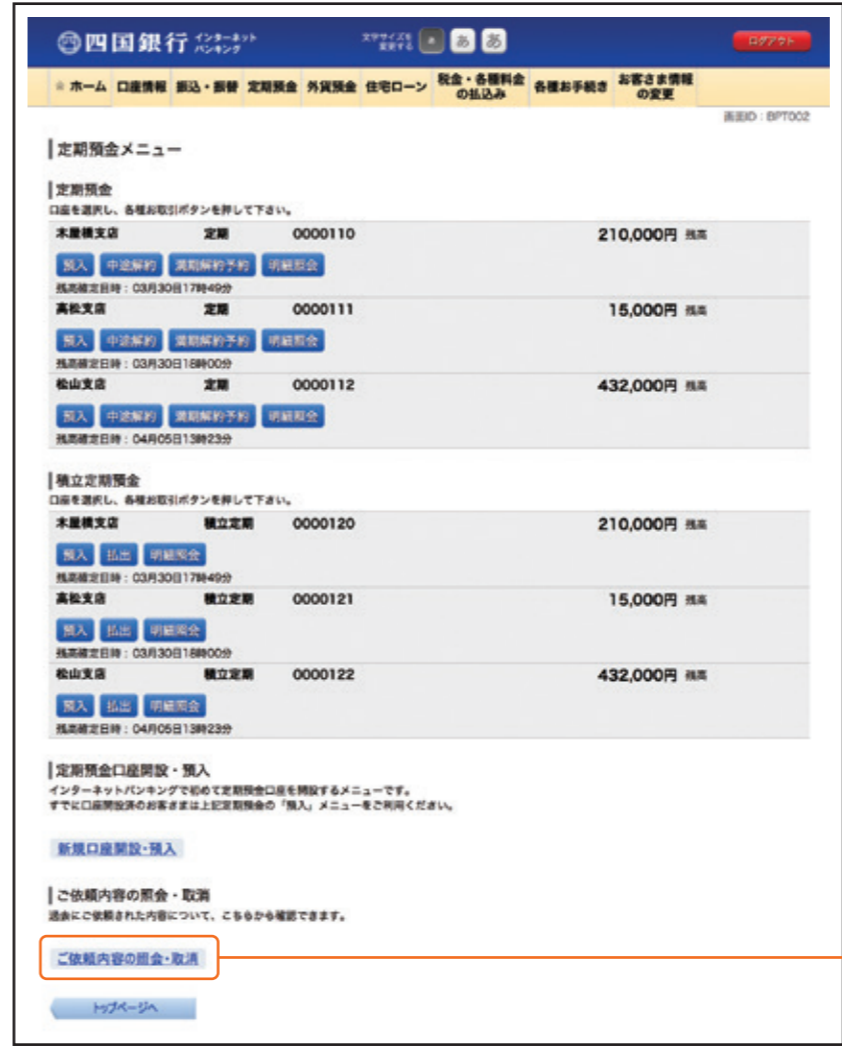 四国銀行 インターネットバンキング 文字サイズを変更する あ あ ログアウト
ホーム 口座情報 振込・振替 定期預金 外貨預金 住宅ローン 税金・各種料金の払込み 各種お手続き お客さま情報の変更
画面ID：BPT002
定期預金メニュー
定期預金
口座を選択し、各種お取引ボタンを押して下さい。
木屋橋支店 定期 0000110 210,000円 残高
預入 中途解約 満期解約予約 明細照会
残高確定日時：03月30日17時49分
高松支店 定期 0000111 15,000円 残高
預入 中途解約 満期解約予約 明細照会
残高確定日時：03月30日18時00分
松山支店 定期 0000112 432,000円 残高
預入 中途解約 満期解約予約 明細照会
残高確定日時：04月05日13時23分
積立定期預金
口座を選択し、各種お取引ボタンを押して下さい。
木屋橋支店 積立定期 0000120 210,000円 残高
預入 払出 明細照会
残高確定日時：03月30日17時49分
高松支店 積立定期 0000121 15,000円 残高
預入 払出 明細照会
残高確定日時：03月30日18時00分
松山支店 積立定期 0000122 432,000円 残高
預入 払出 明細照会
残高確定日時：04月05日13時23分
定期預金口座開設・預入
インターネットバンキングで初めて定期預金口座を開設するメニューです。
すでに口座開設済のお客さまは上記定期預金の「預入」メニューをご利用ください。
新規口座開設・預入
ご依頼内容の照会・取消
過去にご依頼された内容について、こちらから確認できます。
ご依頼内容の照会・取消
トップページへ